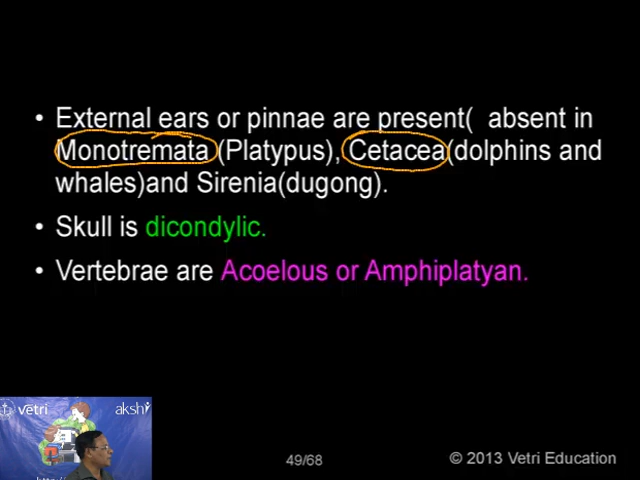 • External ears or pinnae are present( absent in
Monotremata (Platypus), Cetacea(dolphins and
whales)and Sirenia(dugong).
• Skull is dicondylic.
• Vertebrae are Acoelous or Amphiplatyan.
vetri
akshi
http:/
49/68
© 2013 Vetri Education